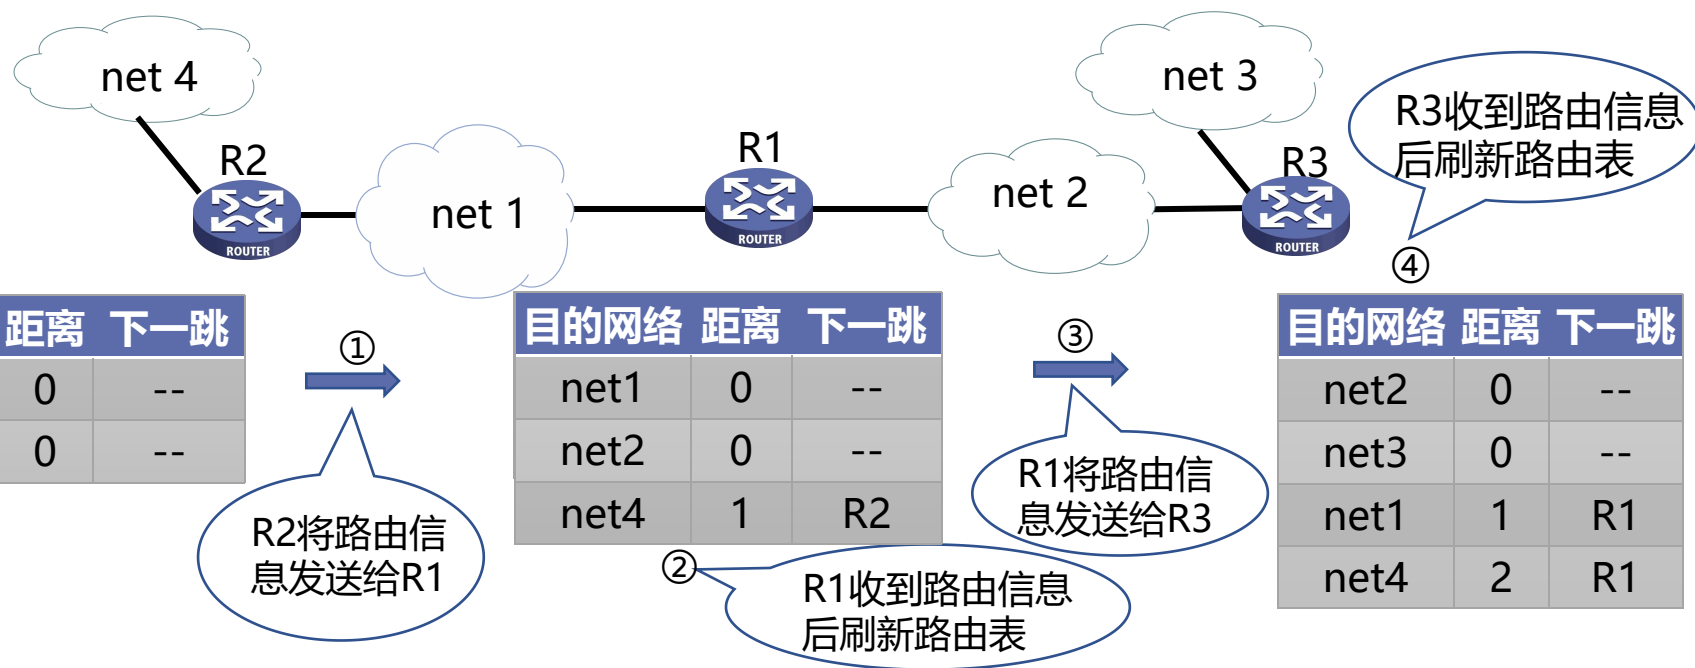 net 4
net 3
R3收到路由信息
后刷新路由表
R2
R1
R3
net 1
net 2
ROUTER
ROUTER
ROUTER
④
距离 下一跳
0 --
0 --
①
R2将路由信
息发送给R1
目的网络 距离 下一跳
net1 0 --
net2 0 --
net4 1 R2
②
R1收到路由信息
后刷新路由表
③
R1将路由信
息发送给R3
目的网络 距离 下一跳
net2 0 --
net3 0 --
net1 1 R1
net4 2 R1